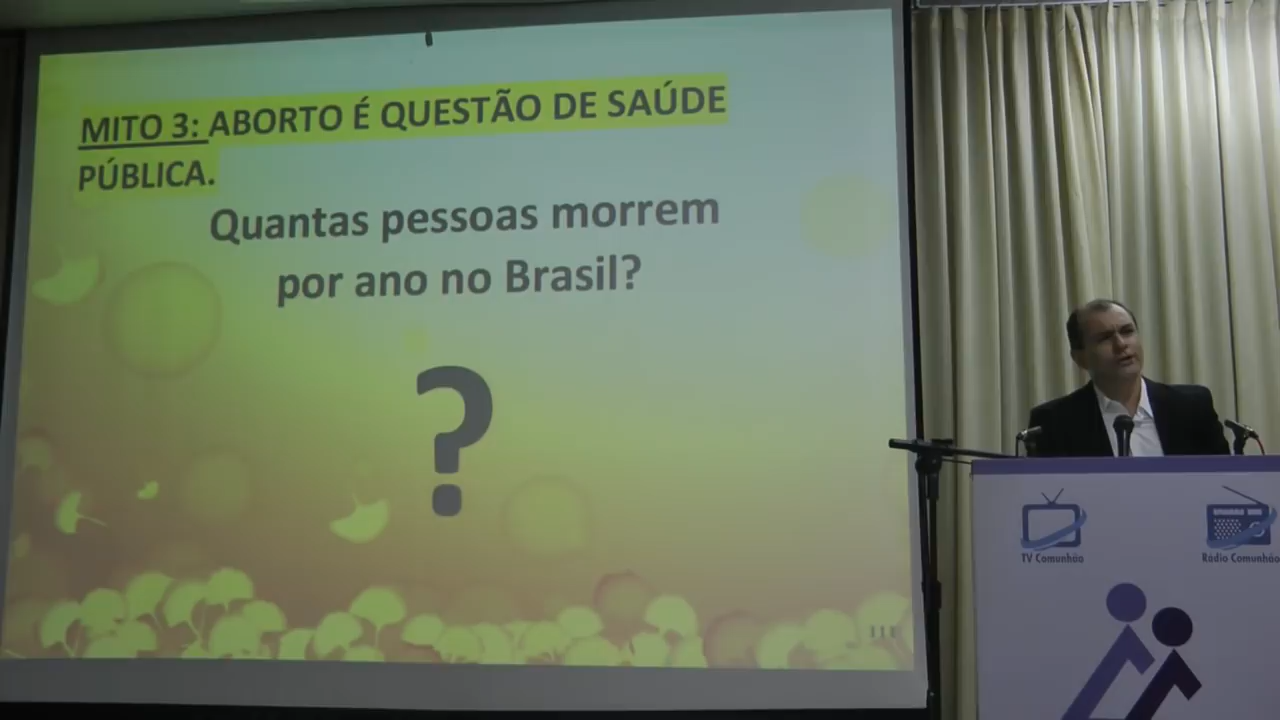 MITO 3: ABORTO É QUESTÃO DE SAÚDE
PÚBLICA.
Quantas pessoas morrem
por ano no Brasil?
?
TV Comunhão
Rádio Comunhão